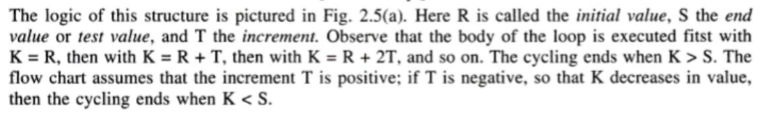 The logic of this structure is pictured in Fig. 2.5(a). Here R is called the initial value, S the end
value or test value, and T the increment. Observe that the body of the loop is executed fitst with
K = R, then with K = R + T, then with K = R + 2T, and so on. The cycling ends when K > S. The
flow chart assumes that the increment T is positive; if T is negative, so that K decreases in value,
then the cycling ends when K < S.